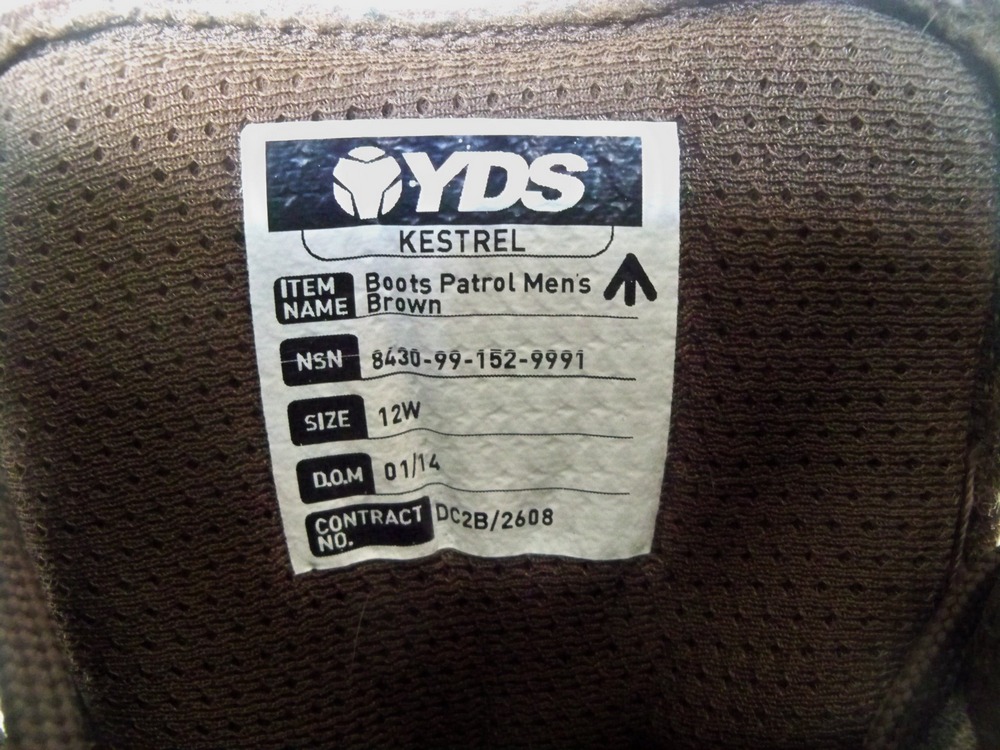 YDS
KESTREL
ITEM NAME Boots Patrol Men's
Brown
NSN 8430-99-152-9991
SIZE 12W
D.O.M 01/14
CONTRACT NO. DC2B/2608